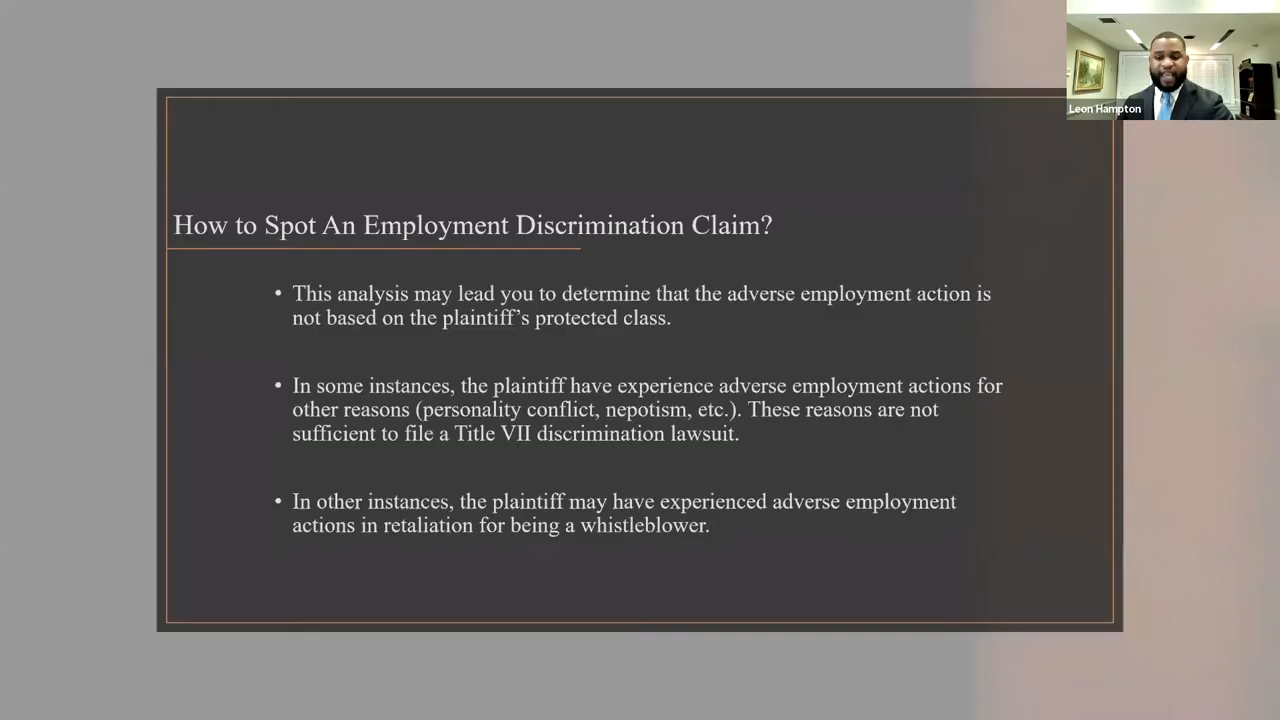 Leon Hampton
How to Spot An Employment Discrimination Claim?
• This analysis may lead you to determine that the adverse employment action is
not based on the plaintiff’s protected class.
• In some instances, the plaintiff have experience adverse employment actions for
other reasons (personality conflict, nepotism, etc.). These reasons are not
sufficient to file a Title VII discrimination lawsuit.
• In other instances, the plaintiff may have experienced adverse employment
actions in retaliation for being a whistleblower.